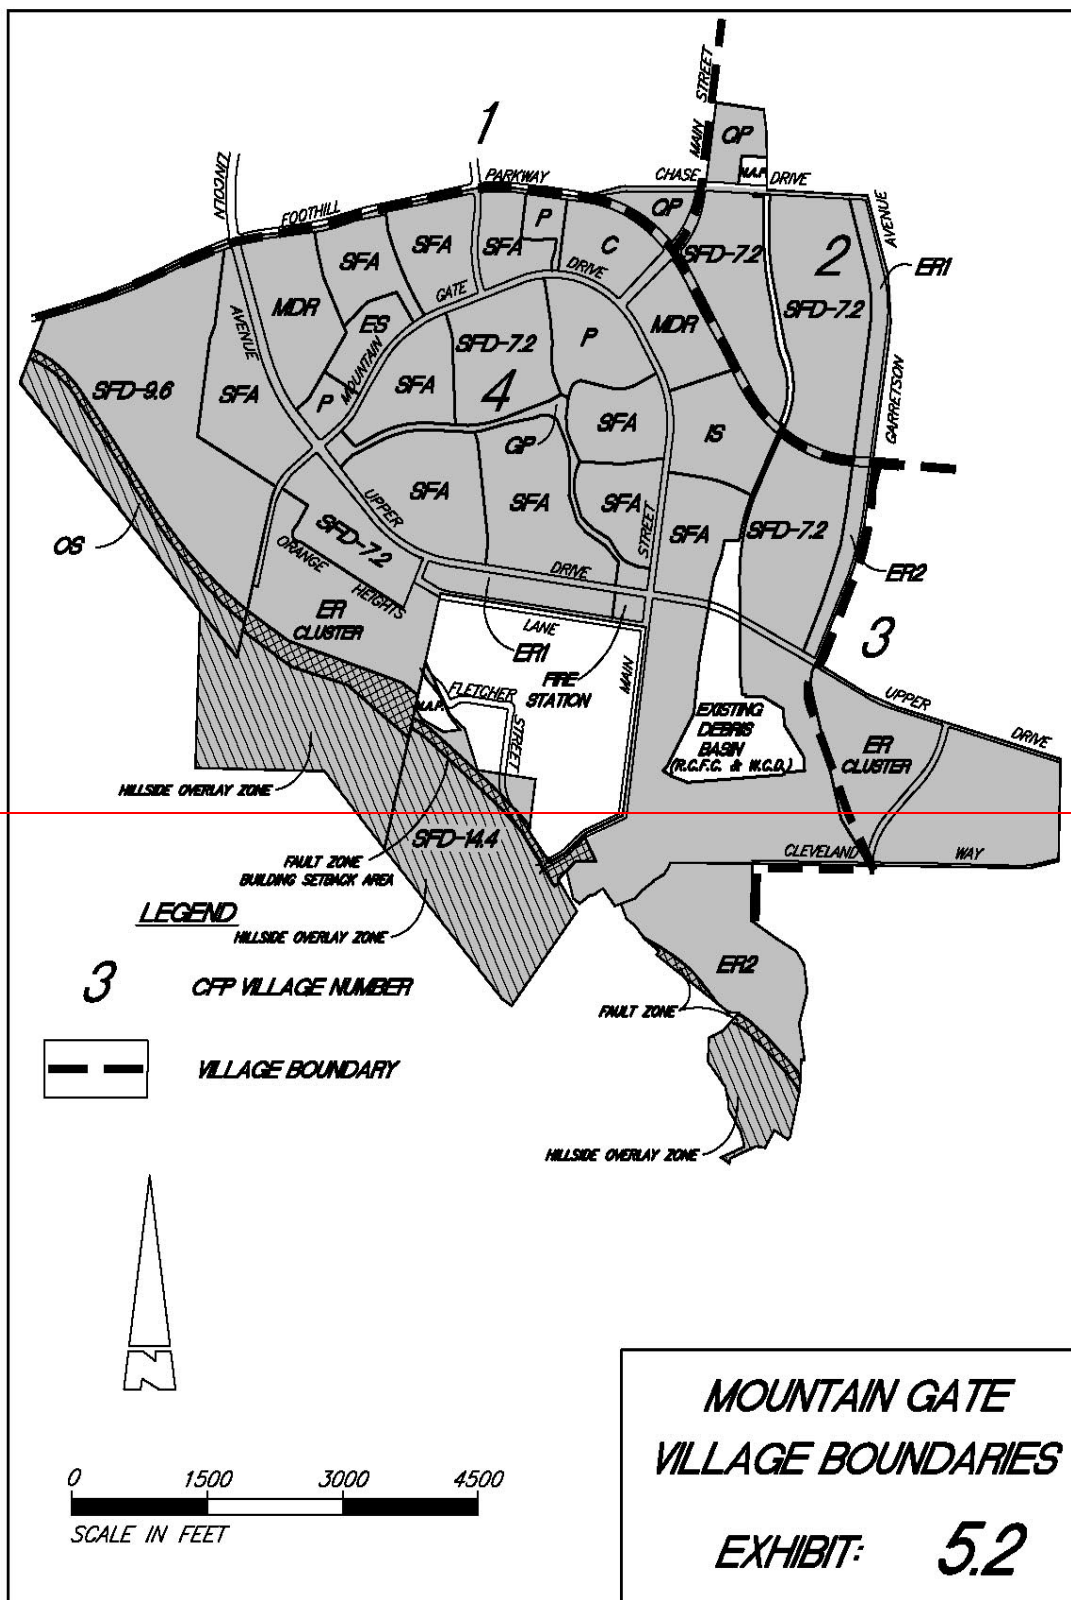 1
MAIN STREET
OP
N.A.P.
CHASE DRIVE
LINCOLN
FOOTHILL PARKWAY
OP
AVENUE
SFA
SFA
SFA
P
C
SFD-7.2
2
ER1
MDR
ES
GATE
DRIVE
MDR
SFD-7.2
AVENUE
MOUNTAIN
SFD-7.2
P
SFD-9.6
SFA
P
SFA
4
SFA
IS
GARRETSON
GP
SFA
SFA
SFA
STREET
SFA
SFD-7.2
OS
SFD-7.2
UPPER
DRIVE
ORANGE
HEIGHTS
ER2
ER
CLUSTER
LANE
ER1
3
FIRE
STATION
MAIN
FLETCHER
STREET
N.A.P.
EXISTING
DEBRIS
BASIN
(R.C.F.C. & W.C.D.)
UPPER
DRIVE
ER
CLUSTER
HILLSIDE OVERLAY ZONE
SFD-14.4
CLEVELAND WAY
FAULT ZONE
BUILDING SETBACK AREA
LEGEND
HILLSIDE OVERLAY ZONE
ER2
3 CFP VILLAGE NUMBER
FAULT ZONE
VILLAGE BOUNDARY
HILLSIDE OVERLAY ZONE
N
0 1500 3000 4500
SCALE IN FEET
MOUNTAIN GATE
VILLAGE BOUNDARIES
EXHIBIT: 5.2